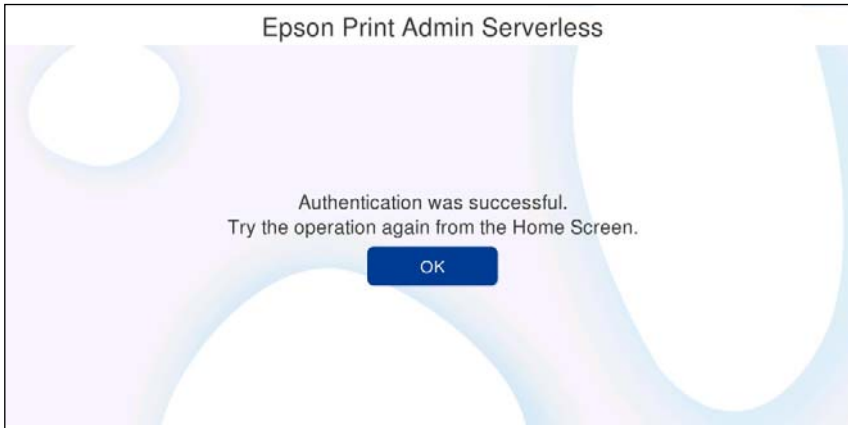 Epson Print Admin Serverless
Authentication was successful.
Try the operation again from the Home Screen.
OK